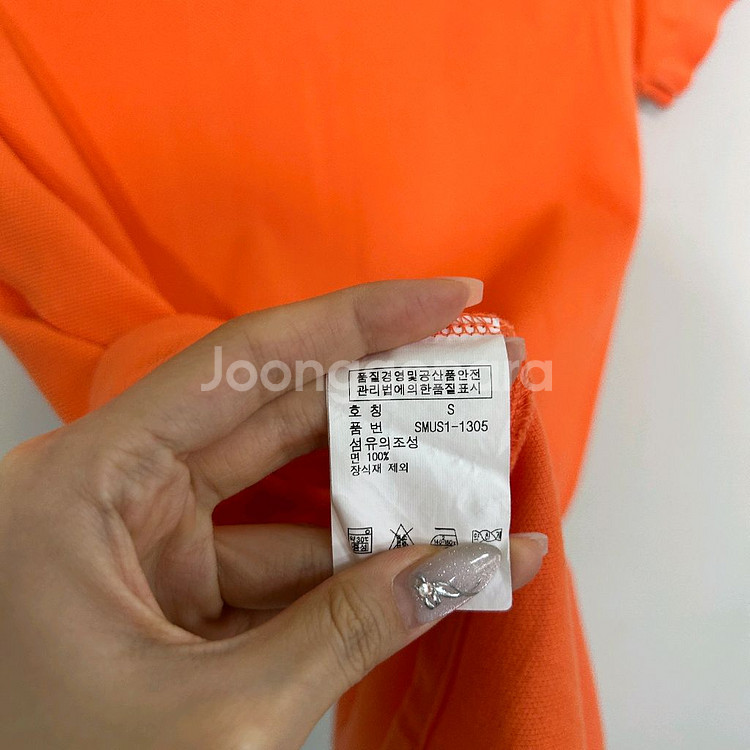 Joongna
품질경영및공산품안전
관리법에의한품질표시
호 칭 S
품 번 SMUS1-1305
섬유의조성
면 100%
장식재 제외